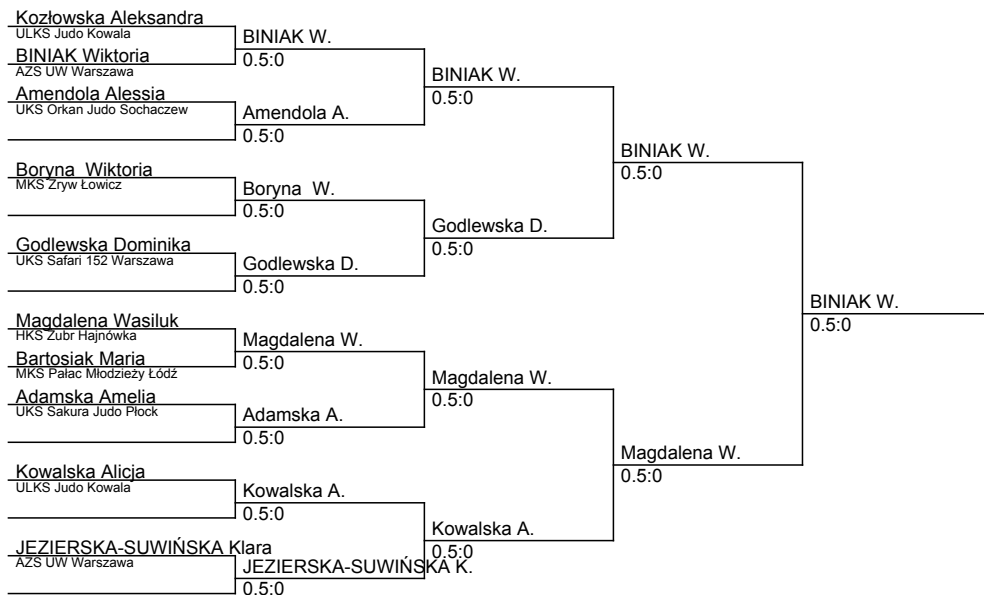 Kozłowska Aleksandra
ULKS Judo Kowala
BINIAK W.
0.5:0
BINIAK Wiktoria
AZS UW Warszawa
BINIAK W.
0.5:0
Amendola Alessia
UKS Orkan Judo Sochaczew
Amendola A.
0.5:0
BINIAK W.
0.5:0
Boryna  Wiktoria
MKS Zryw Łowicz
Boryna  W.
0.5:0
Godlewska D.
0.5:0
Godlewska Dominika
UKS Safari 152 Warszawa
Godlewska D.
0.5:0
BINIAK W.
0.5:0
Magdalena Wasiluk
HKS Żubr Hajnówka
Magdalena W.
0.5:0
Bartosiak Maria
MKS Pałac Młodzieży Łódź
Magdalena W.
0.5:0
Adamska Amelia
UKS Sakura Judo Płock
Adamska A.
0.5:0
Magdalena W.
0.5:0
Kowalska Alicja
ULKS Judo Kowala
Kowalska A.
0.5:0
Kowalska A.
0.5:0
JEZIERSKA-SUWIŃSKA Klara
AZS UW Warszawa
JEZIERSKA-SUWIŃSKA K.
0.5:0